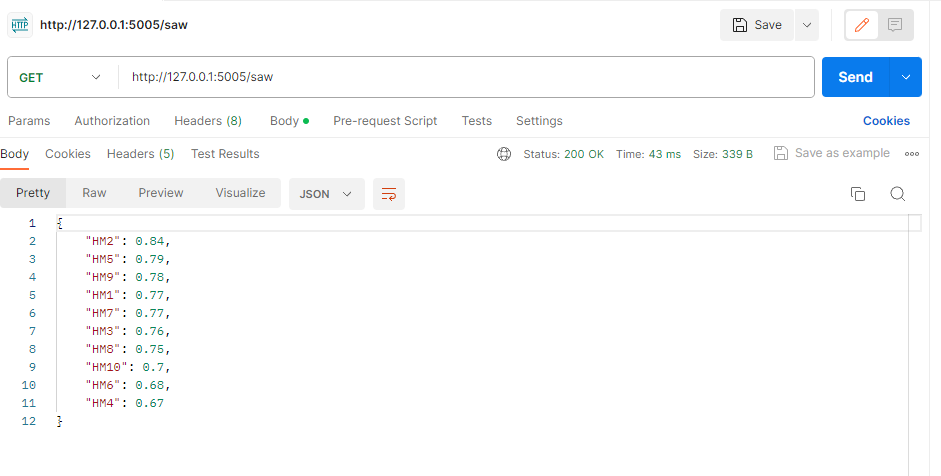 HTTP http://127.0.0.1:5005/saw Save
GET http://127.0.0.1:5005/saw Send
Params Authorization Headers (8) Body Pre-request Script Tests Settings Cookies
Body Cookies Headers (5) Test Results Status: 200 OK Time: 43 ms Size: 339 B Save as example
Pretty Raw Preview Visualize JSON
1 {
2 "HM2": 0.84,
3 "HM5": 0.79,
4 "HM9": 0.78,
5 "HM1": 0.77,
6 "HM7": 0.77,
7 "HM3": 0.76,
8 "HM8": 0.75,
9 "HM10": 0.7,
10 "HM6": 0.68,
11 "HM4": 0.67
12 }